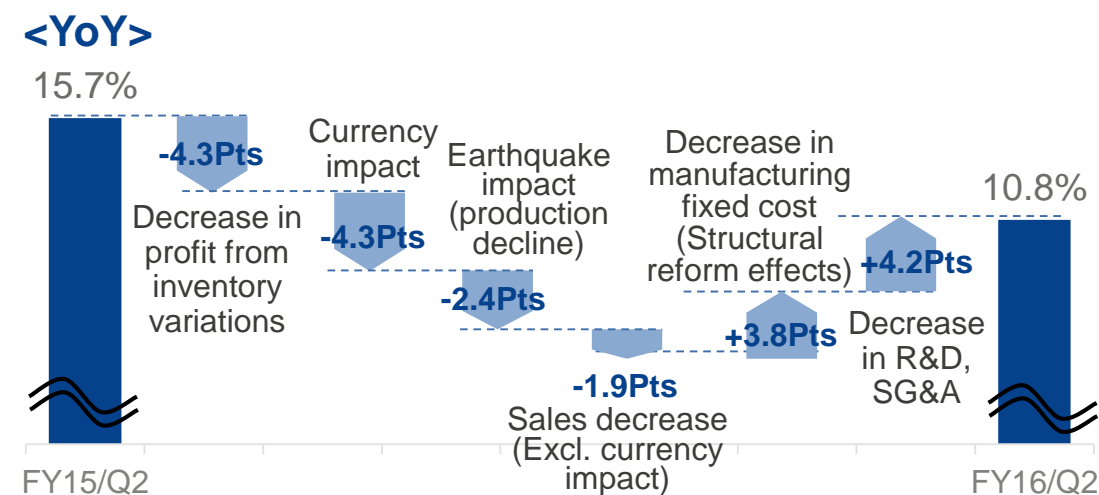 <YoY>
15.7%
-4.3Pts
Decrease in
profit from
inventory
variations
Currency
impact
-4.3Pts
Earthquake
impact
(production
decline)
-2.4Pts
-1.9Pts
Sales decrease
(Excl. currency
impact)
Decrease in
manufacturing
fixed cost
(Structural
reform effects)
+3.8Pts
+4.2Pts
Decrease
in R&D,
SG&A
10.8%
FY15/Q2
FY16/Q2